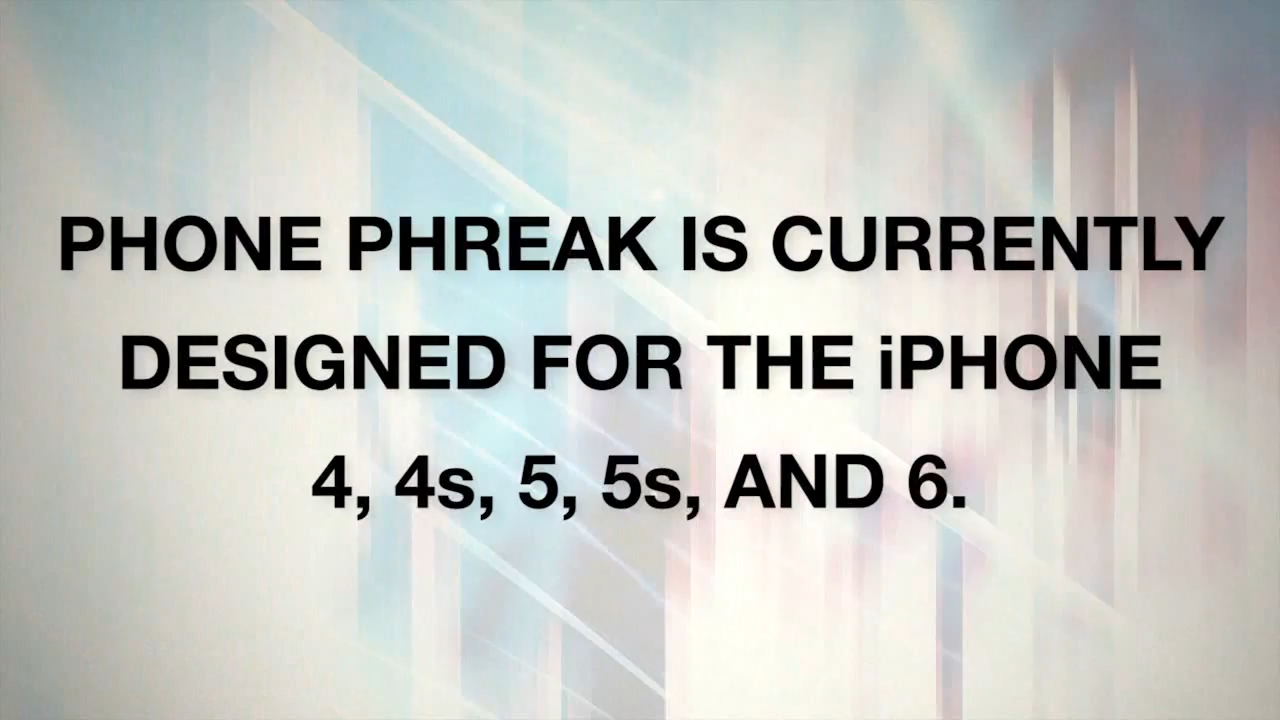 PHONE PHREAK IS CURRENTLY
DESIGNED FOR THE iPHONE
4, 4s, 5, 5s, AND 6.